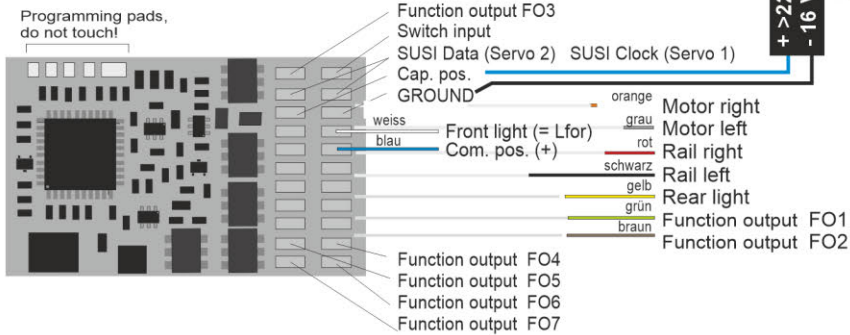 Programming pads,
do not touch!
Function output FO3
Switch input
SUSI Data (Servo 2) SUSI Clock (Servo 1)
Cap. pos.
GROUND
+ >22
- 16 V
weiss
Front light (= Lfor)
blau
Com. pos. (+)
orange
Motor right
grau
Motor left
rot
Rail right
schwarz
Rail left
gelb
Rear light
grün
Function output FO1
braun
Function output FO2
Function output FO4
Function output FO5
Function output FO6
Function output FO7